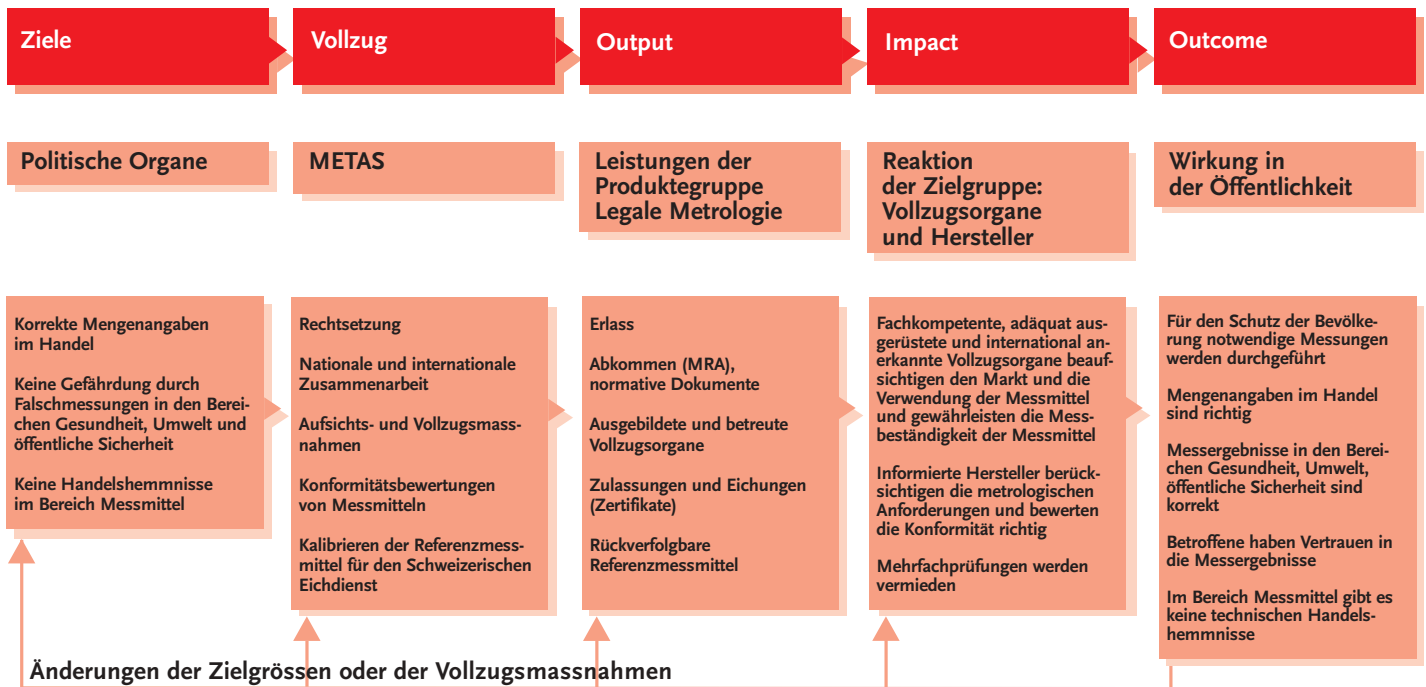 Ziele
Vollzug
Output
Impact
Outcome
Politische Organe
METAS
Leistungen der
Produktegruppe
Legale Metrologie
Reaktion
der Zielgruppe:
Vollzugsorgane
und Hersteller
Wirkung in
der Öffentlichkeit
Korrekte Mengenangaben
im Handel
Keine Gefährdung durch
Falschmessungen in den Berei-
chen Gesundheit, Umwelt und
öffentliche Sicherheit
Keine Handelshemmnisse
im Bereich Messmittel
Rechtsetzung
Nationale und internationale
Zusammenarbeit
Aufsichts- und Vollzugsmass-
nahmen
Konformitätsbewertungen
von Messmitteln
Kalibrieren der Referenzmess-
mittel für den Schweizerischen
Eichdienst
Erlass
Abkommen (MRA),
normative Dokumente
Ausgebildete und betreute
Vollzugsorgane
Zulassungen und Eichungen
(Zertifikate)
Rückverfolgbare
Referenzmessmittel
Fachkompetente, adäquat aus-
gerüstete und international an-
erkannte Vollzugsorgane beauf-
sichtigen den Markt und die
Verwendung der Messmittel
und gewährleisten die Mess-
beständigkeit der Messmittel
Informierte Hersteller berück-
sichtigen die metrologischen
Anforderungen und bewerten
die Konformität richtig
Mehrfachprüfungen werden
vermieden
Für den Schutz der Bevölke-
rung notwendige Messungen
werden durchgeführt
Mengenangaben im Handel
sind richtig
Messergebnisse in den Berei-
chen Gesundheit, Umwelt,
öffentliche Sicherheit sind
korrekt
Betroffene haben Vertrauen in
die Messergebnisse
Im Bereich Messmittel gibt es
keine technischen Handels-
hemmnisse
Änderungen der Zielgrössen oder der Vollzugsmassnahmen